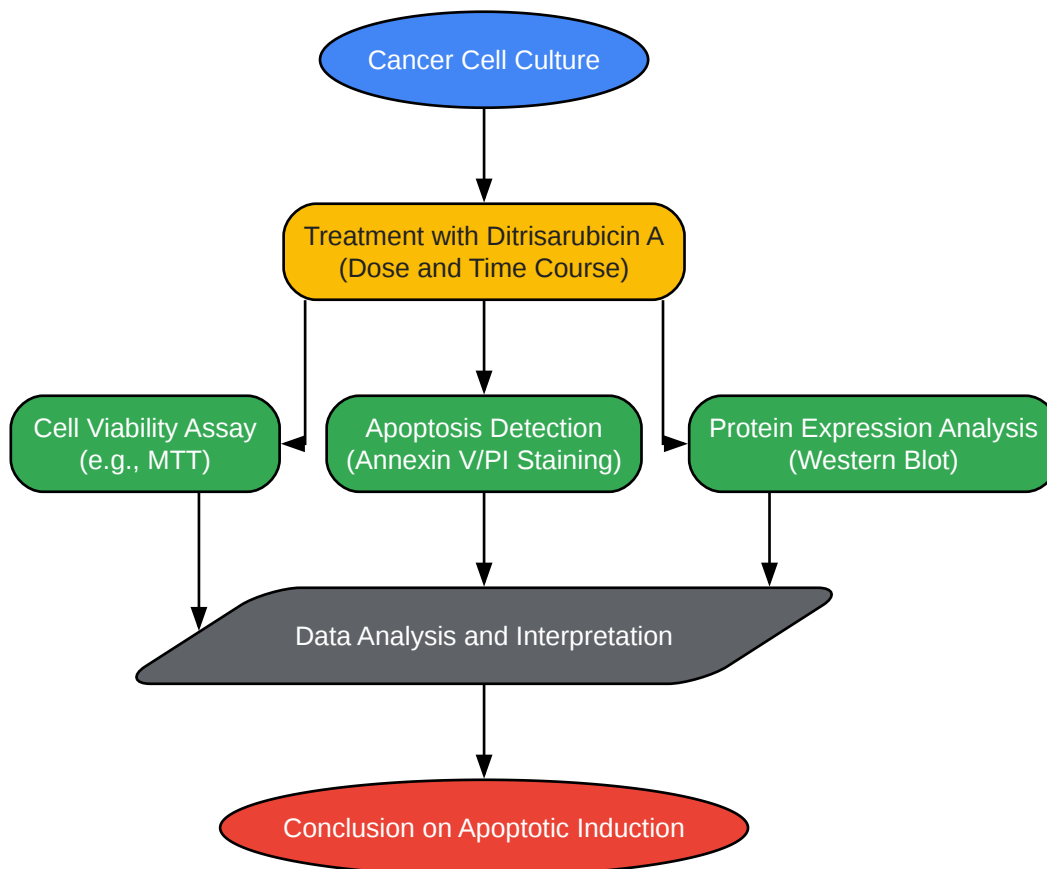 Cancer Cell Culture
Treatment with Ditrisarubicin A
(Dose and Time Course)
Cell Viability Assay
(e.g., MTT)
Apoptosis Detection
(Annexin V/PI Staining)
Protein Expression Analysis
(Western Blot)
Data Analysis and Interpretation
Conclusion on Apoptotic Induction